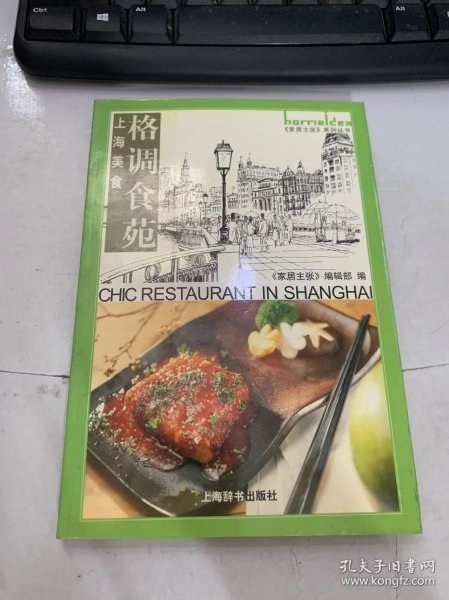 Ctrl
Alt
Alt
homeidea
《家居主张》系列丛书
上海美食
格调食苑
《家居主张》编辑部 编
CHIC RESTAURANT IN SHANGHAI
上海辞书出版社
孔夫子旧书网
www.kongfz.com